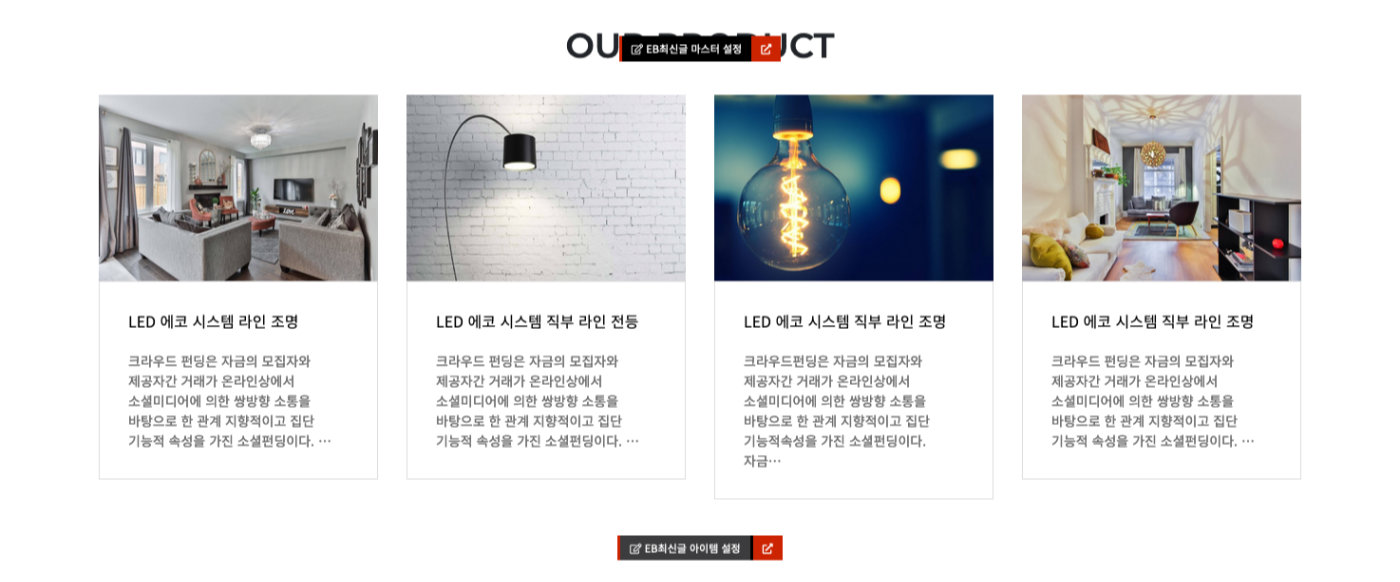 OUR PRODUCT
EB최신글 마스터 설정
LED 에코 시스템 라인 조명
크라우드 펀딩은 자금의 모집자와
제공자간 거래가 온라인상에서
소셜미디어에 의한 쌍방향 소통을
바탕으로 한 관계 지향적이고 집단
기능적 속성을 가진 소셜펀딩이다. …
LED 에코 시스템 직부 라인 전등
크라우드 펀딩은 자금의 모집자와
제공자간 거래가 온라인상에서
소셜미디어에 의한 쌍방향 소통을
바탕으로 한 관계 지향적이고 집단
기능적 속성을 가진 소셜펀딩이다. …
LED 에코 시스템 직부 라인 조명
크라우드펀딩은 자금의 모집자와
제공자간 거래가 온라인상에서
소셜미디어에 의한 쌍방향 소통을
바탕으로 한 관계 지향적이고 집단
기능적속성을 가진 소셜펀딩이다.
자금…
LED 에코 시스템 직부 라인 조명
크라우드 펀딩은 자금의 모집자와
제공자간 거래가 온라인상에서
소셜미디어에 의한 쌍방향 소통을
바탕으로 한 관계 지향적이고 집단
기능적 속성을 가진 소셜펀딩이다. …
EB최신글 아이템 설정